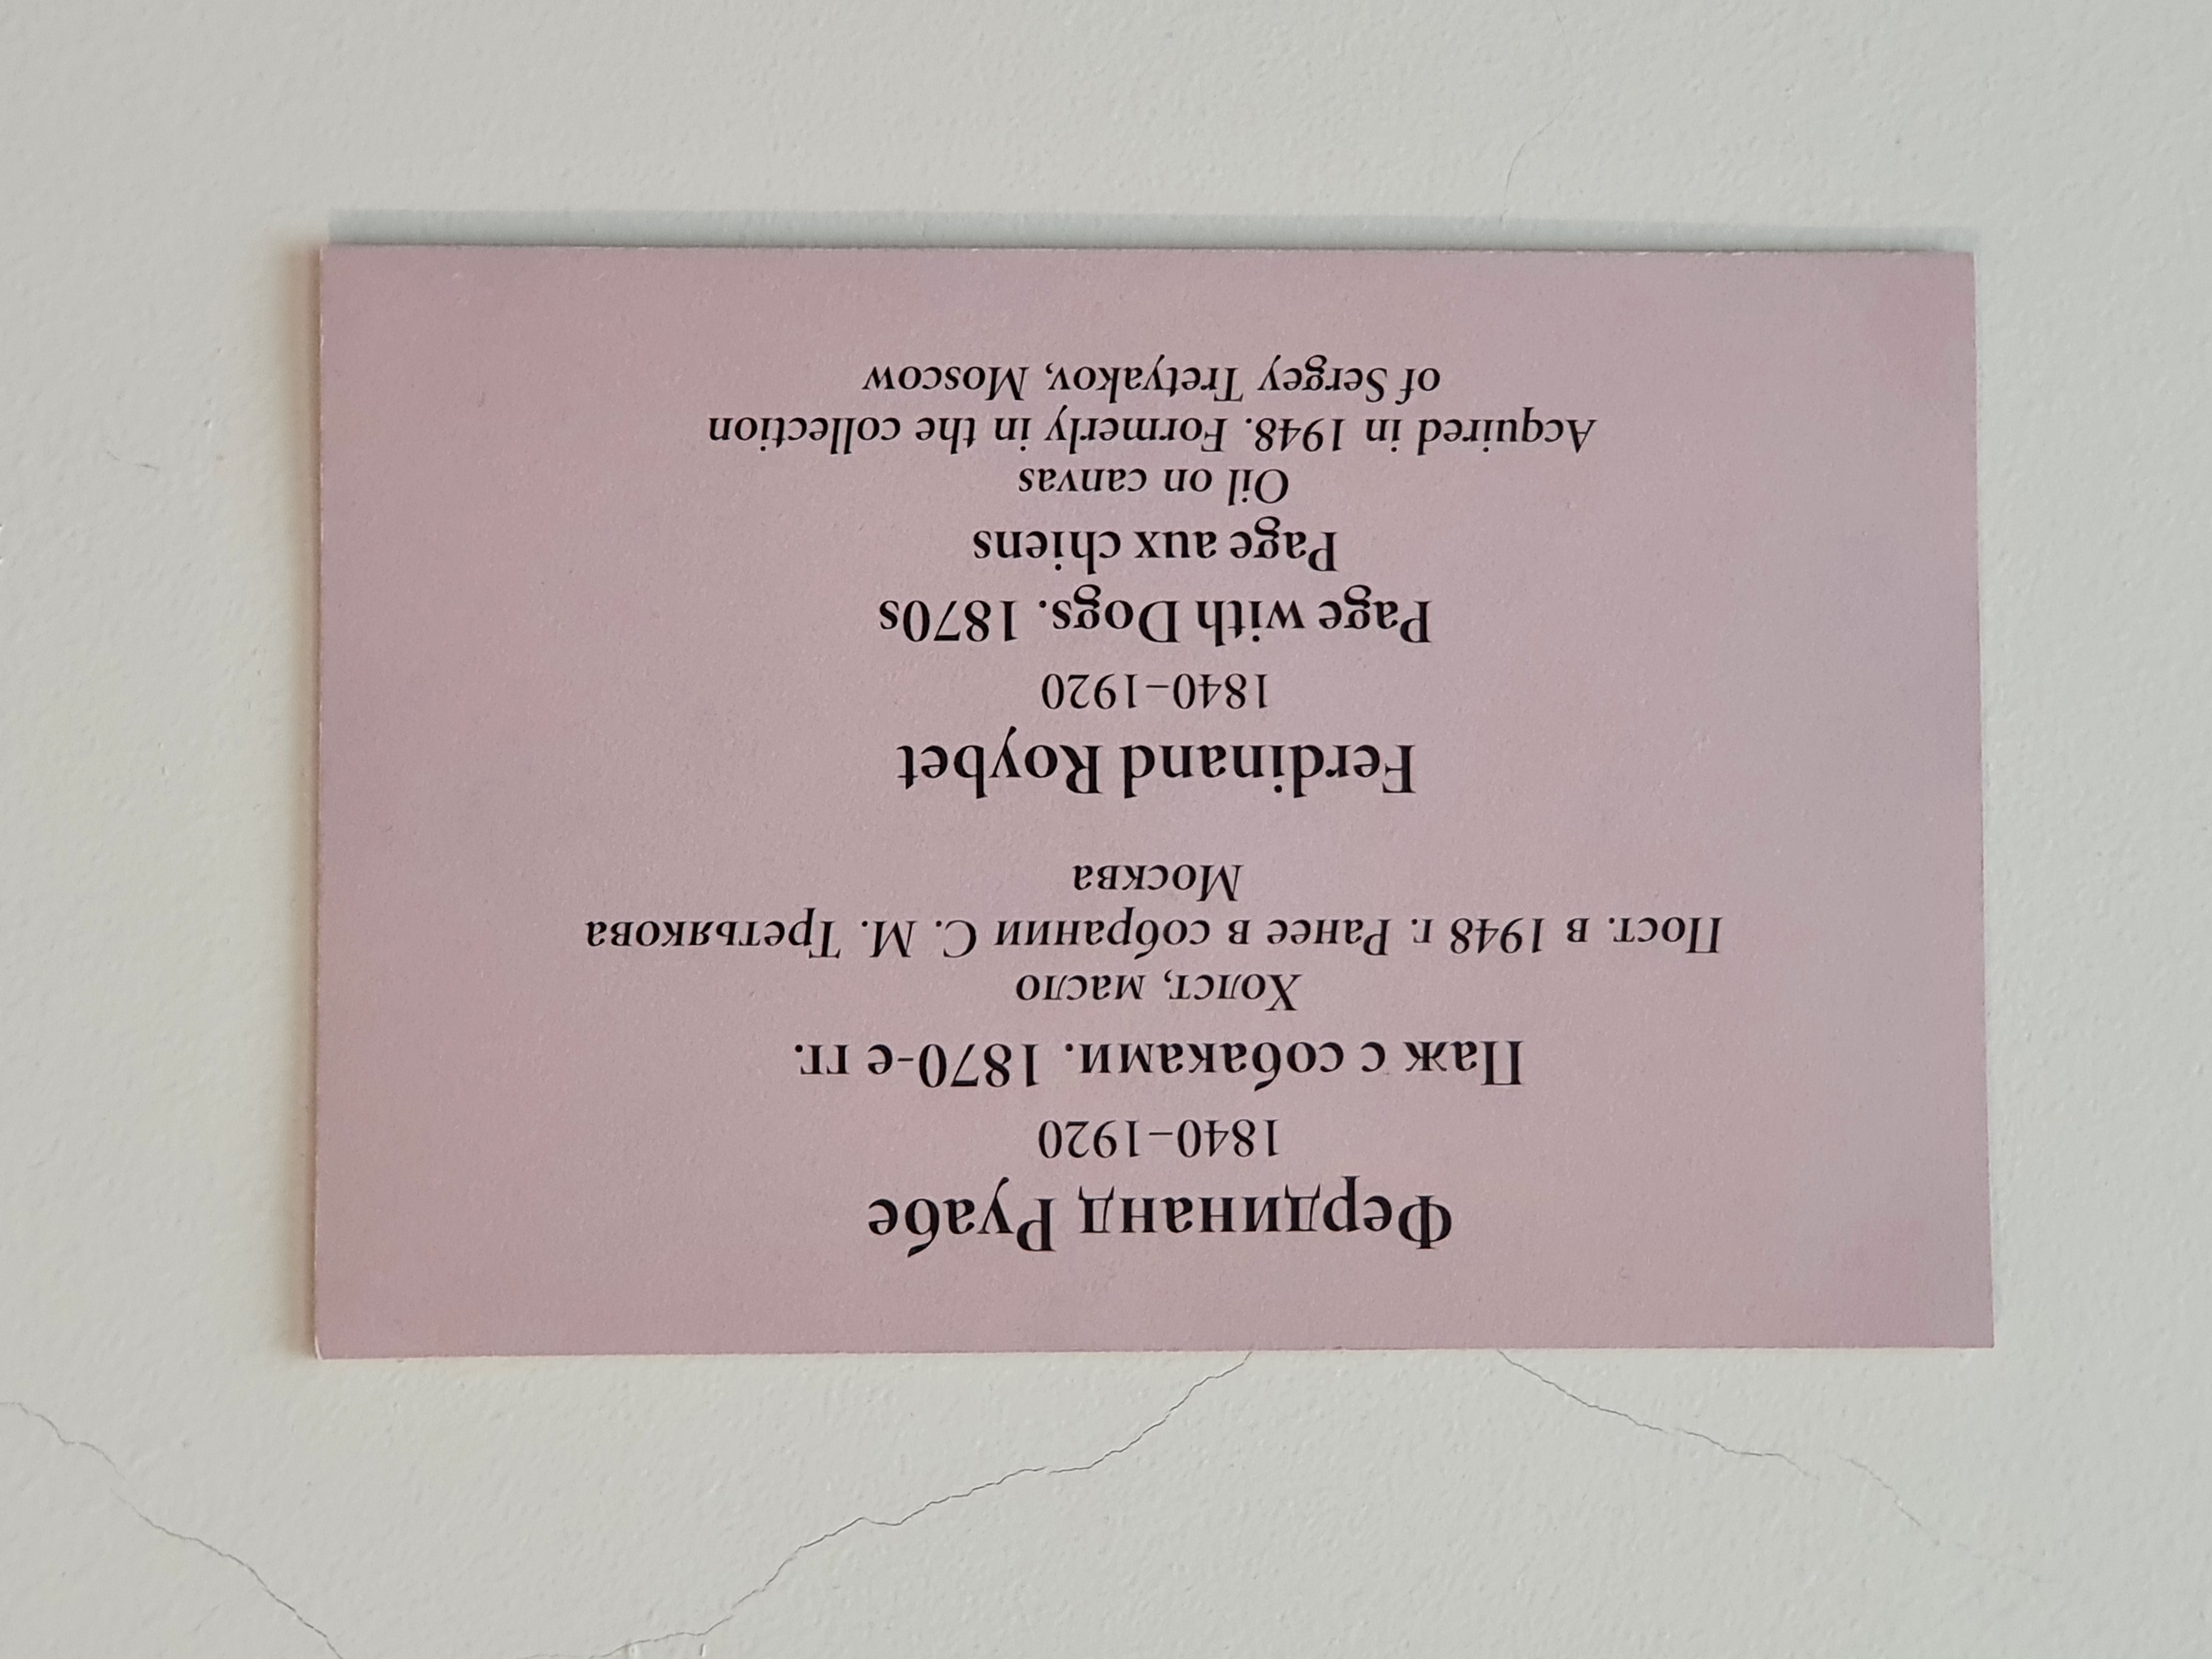 Фердинанд Руабе
1840–1920
Паж с собаками. 1870-е гг.
Холст, масло
Пост. в 1948 г. Ранее в собрании С. М. Третьякова
Москва
Ferdinand Roybet
1840–1920
Page with Dogs. 1870s
Page aux chiens
Oil on canvas
Acquired in 1948. Formerly in the collection
of Sergey Tretyakov, Moscow